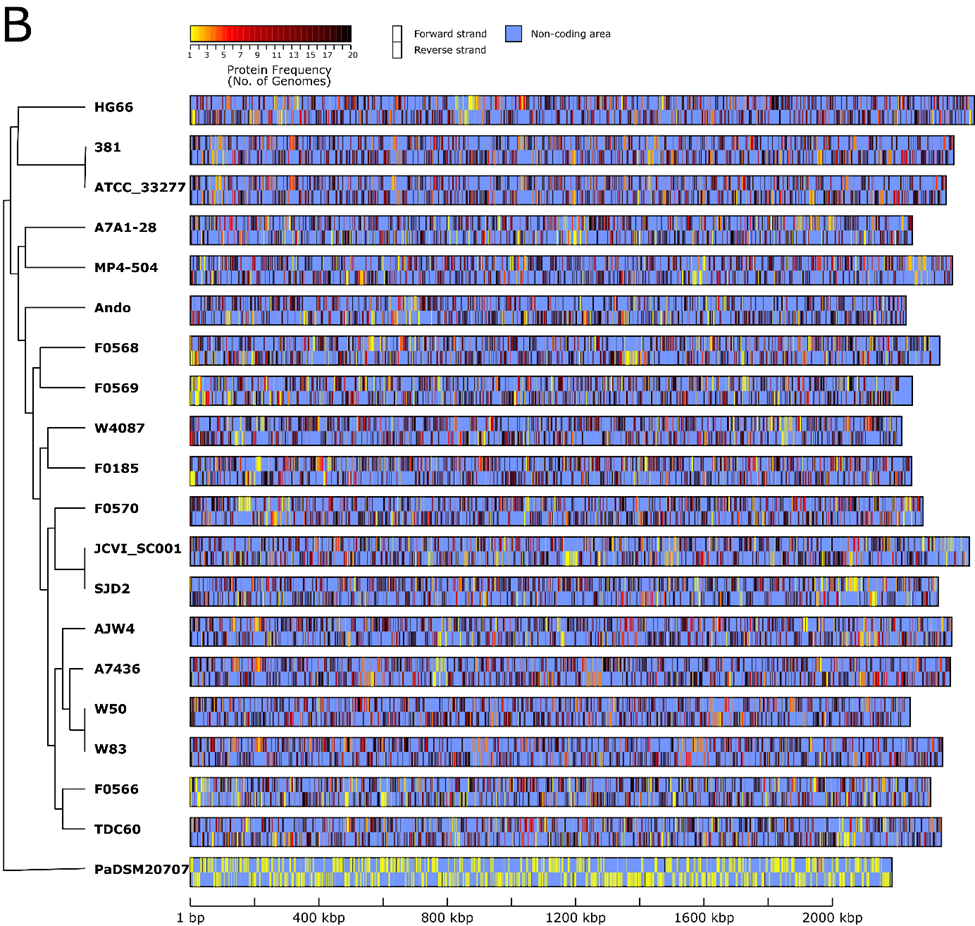 B
Forward strand
Reverse strand
Non-coding area
1 3 5 7 9 11 13 15 17 20
Protein Frequency
(No. of Genomes)
HG66
381
ATCC_33277
A7A1-28
MP4-504
Ando
F0568
F0569
W4087
F0185
F0570
JCVI_SC001
SJD2
AJW4
A7436
W50
W83
F0566
TDC60
PaDSM20707
1 bp 400 kbp 800 kbp 1200 kbp 1600 kbp 2000 kbp